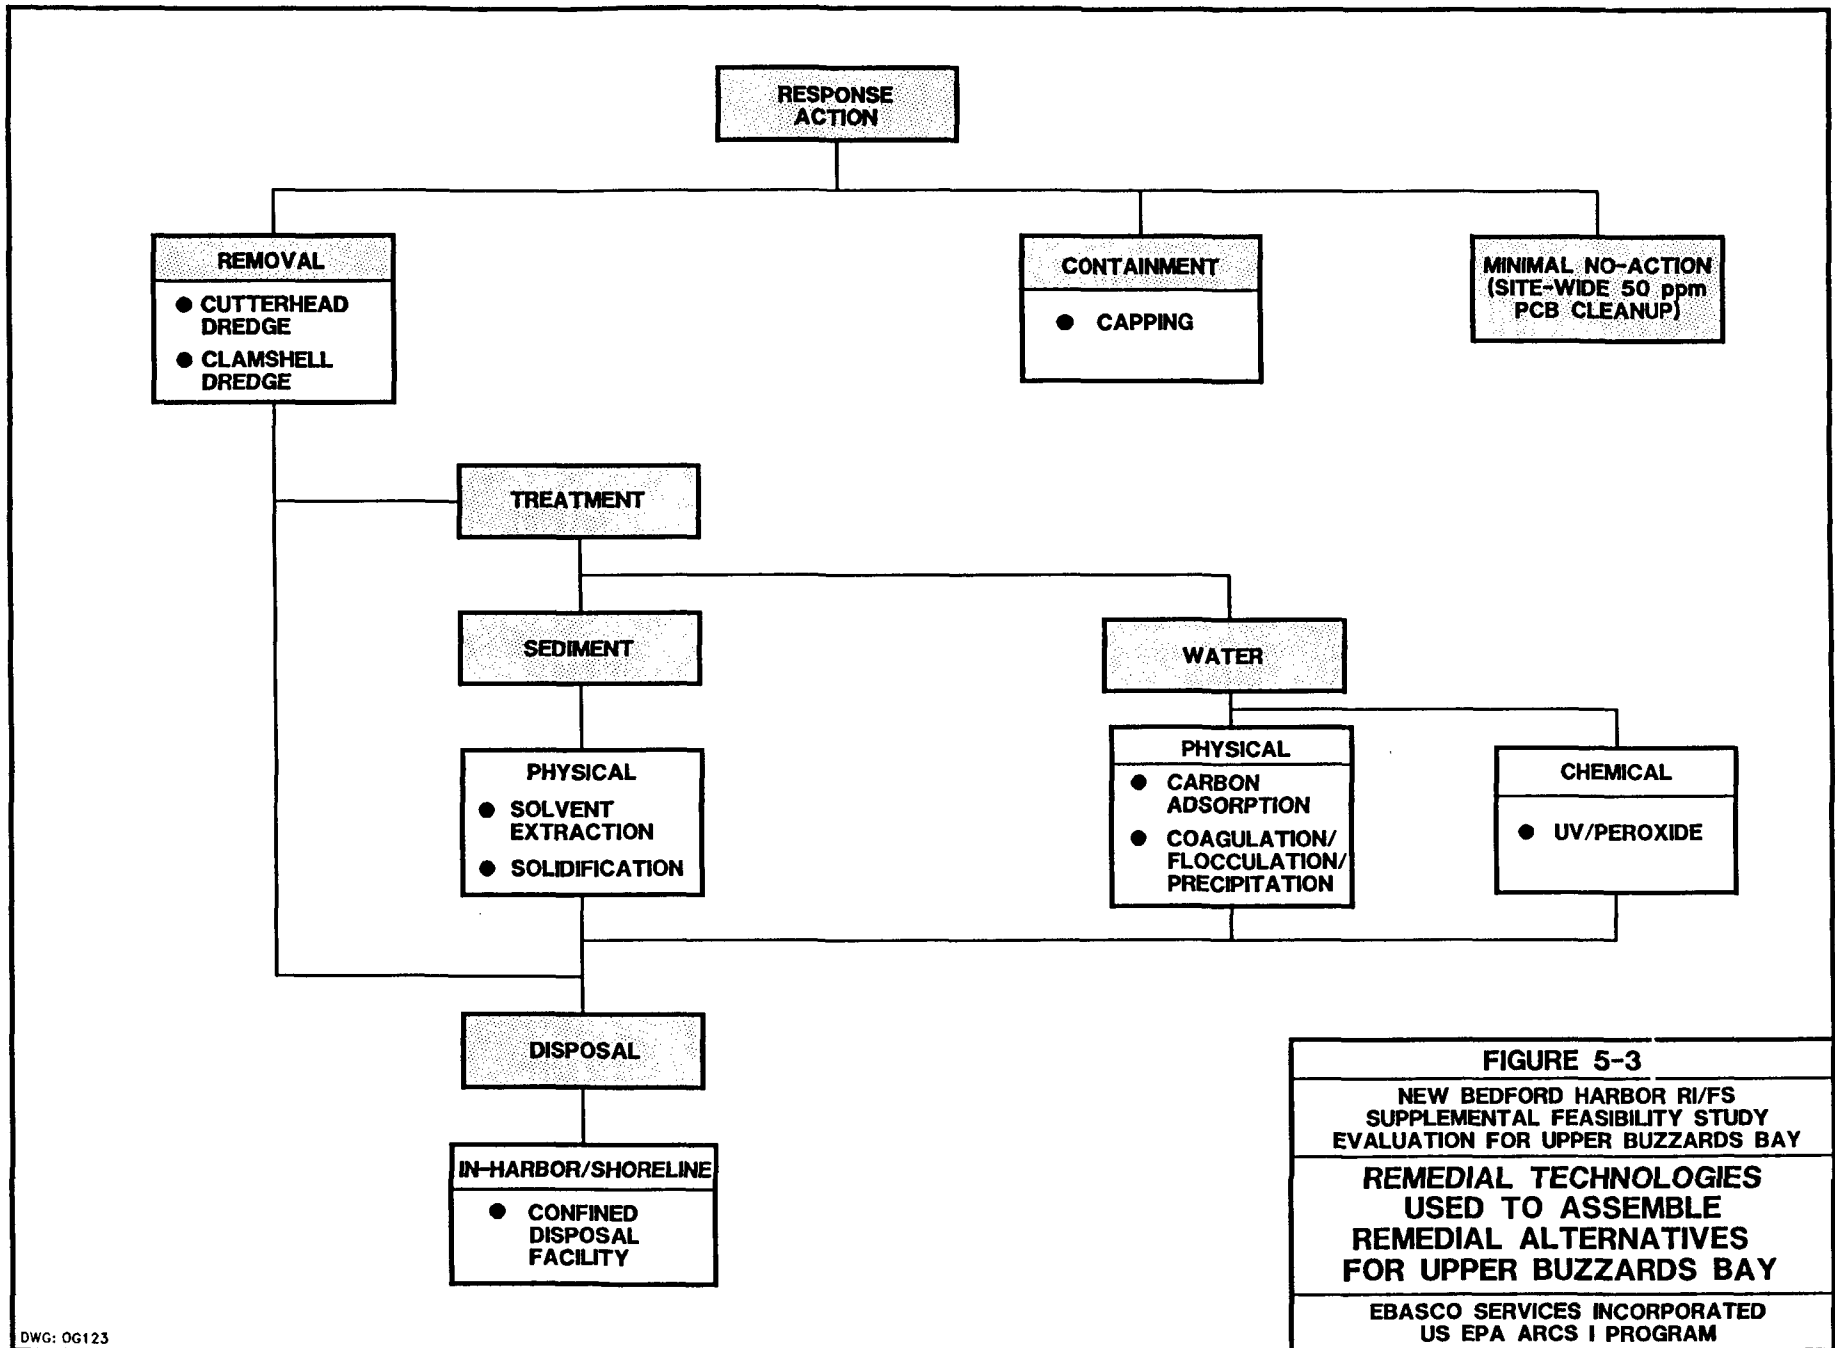 RESPONSE
ACTION
REMOVAL
● CUTTERHEAD
DREDGE
● CLAMSHELL
DREDGE
CONTAINMENT
● CAPPING
MINIMAL NO-ACTION
(SITE-WIDE 50 ppm
PCB CLEANUP)
TREATMENT
SEDIMENT
WATER
PHYSICAL
● SOLVENT
EXTRACTION
● SOLIDIFICATION
PHYSICAL
● CARBON
ADSORPTION
● COAGULATION/
FLOCCULATION/
PRECIPITATION
CHEMICAL
● UV/PEROXIDE
DISPOSAL
IN-HARBOR/SHORELINE
● CONFINED
DISPOSAL
FACILITY
FIGURE 5-3
NEW BEDFORD HARBOR RI/FS
SUPPLEMENTAL FEASIBILITY STUDY
EVALUATION FOR UPPER BUZZARDS BAY
REMEDIAL TECHNOLOGIES
USED TO ASSEMBLE
REMEDIAL ALTERNATIVES
FOR UPPER BUZZARDS BAY
EBASCO SERVICES INCORPORATED
US EPA ARCS I PROGRAM
DWG: OG123